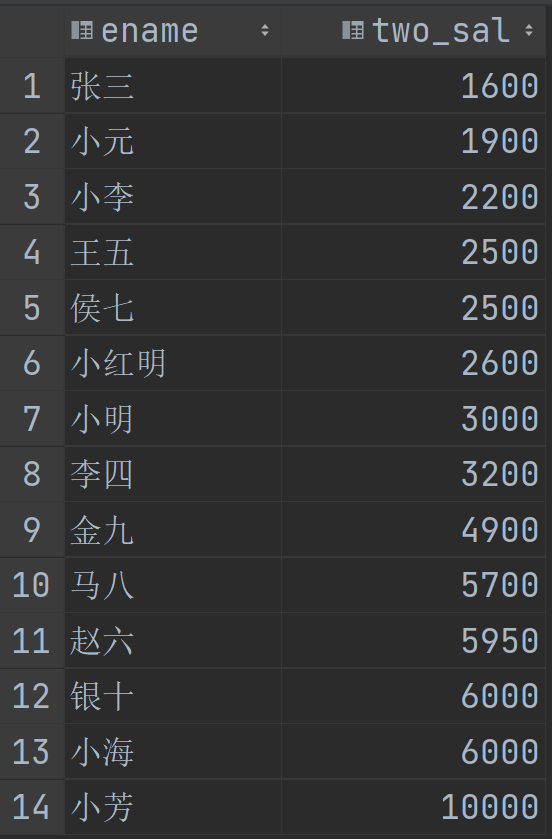 ename two_sal
1 张三 1600
2 小元 1900
3 小李 2200
4 王五 2500
5 侯七 2500
6 小红明 2600
7 小明 3000
8 李四 3200
9 金九 4900
10 马八 5700
11 赵六 5950
12 银十 6000
13 小海 6000
14 小芳 10000